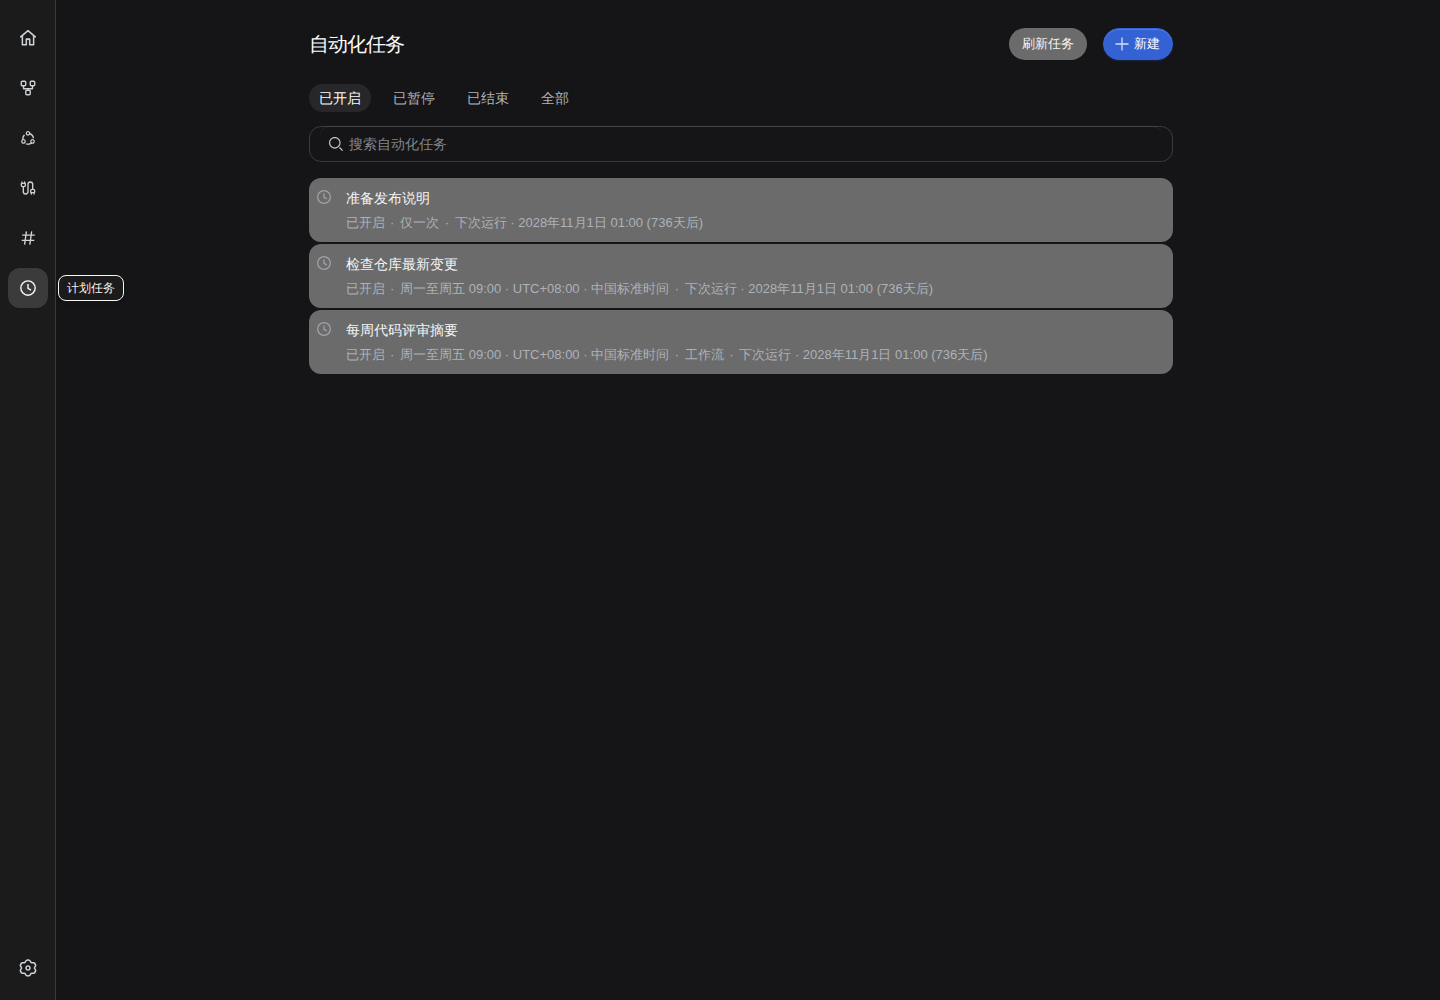 自动化任务
刷新任务
新建
已开启
已暂停
已结束
全部
搜索自动化任务
准备发布说明
已开启 · 仅一次 · 下次运行 · 2028年11月1日 01:00 (736天后)
检查仓库最新变更
已开启 · 周一至周五 09:00 · UTC+08:00 · 中国标准时间 · 下次运行 · 2028年11月1日 01:00 (736天后)
计划任务
每周代码评审摘要
已开启 · 周一至周五 09:00 · UTC+08:00 · 中国标准时间 · 工作流 · 下次运行 · 2028年11月1日 01:00 (736天后)